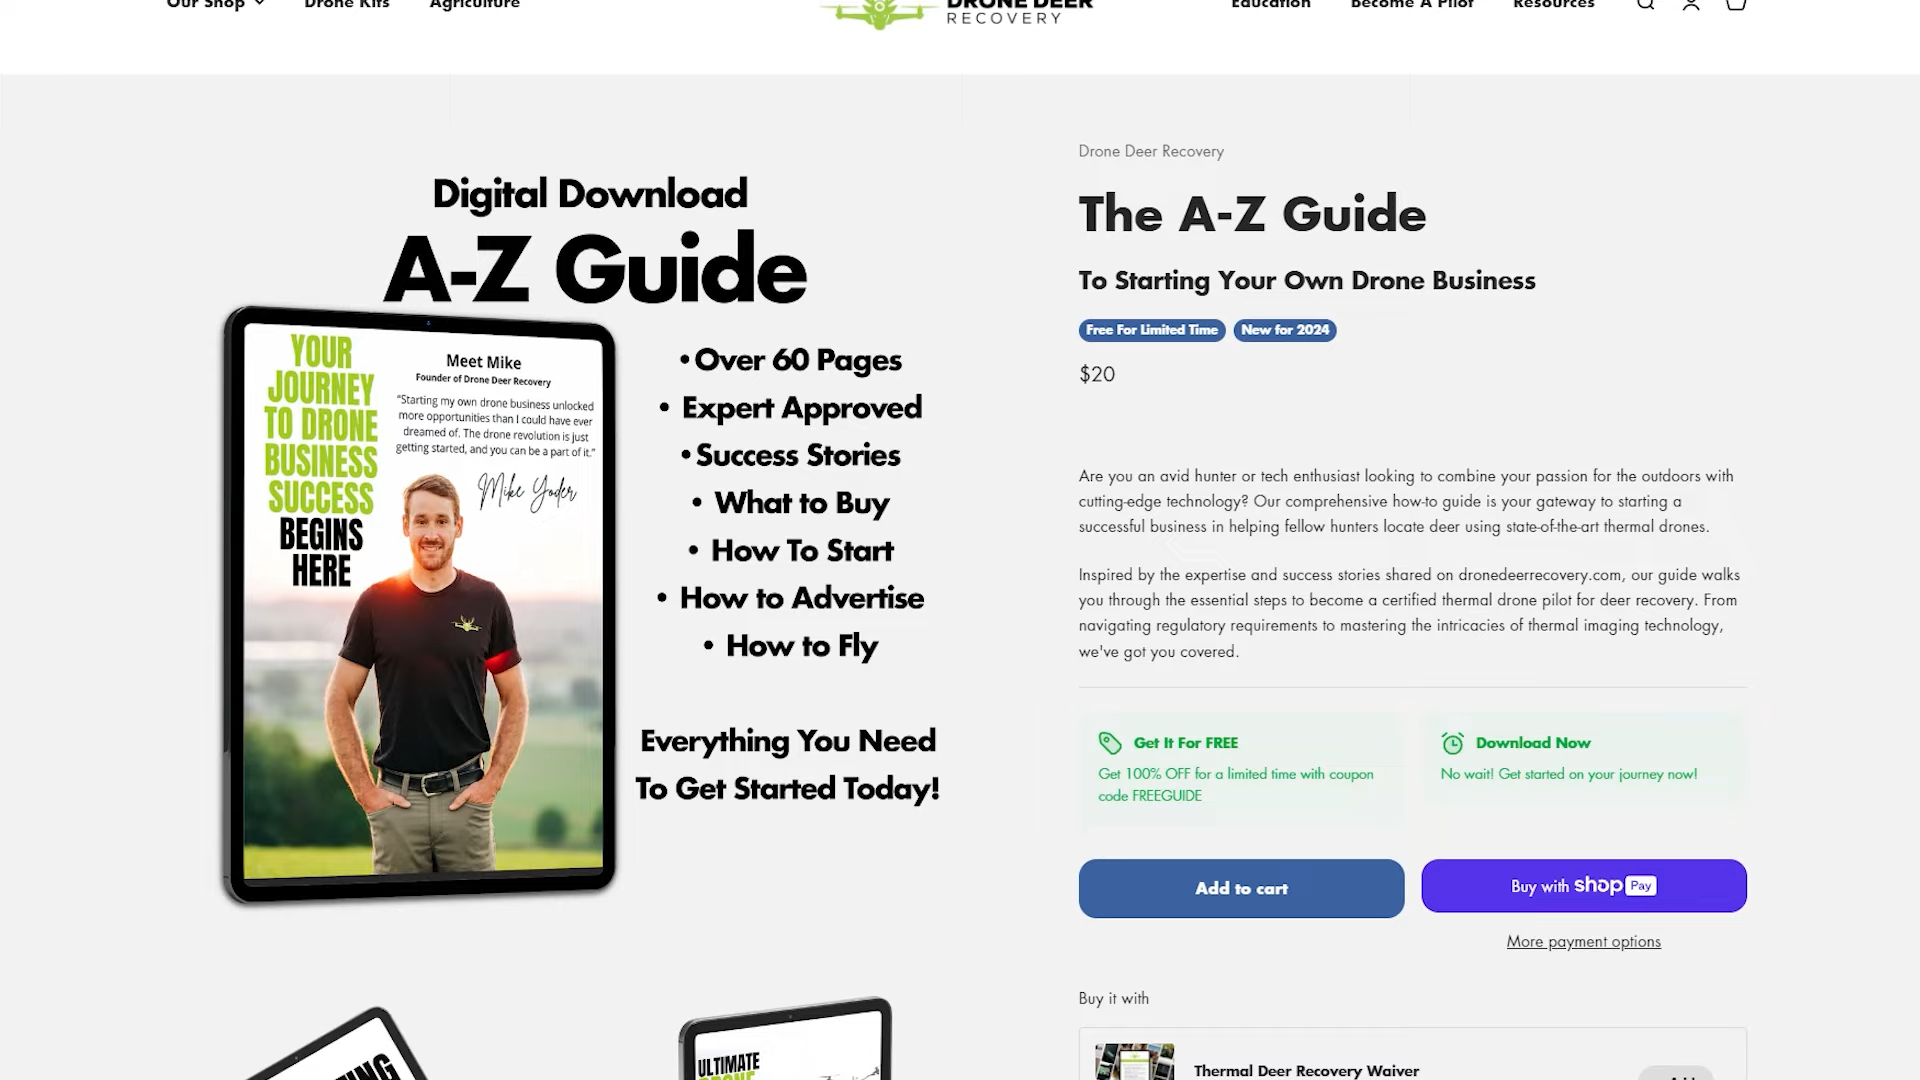 Our Shop
Drone Kits
Agriculture
DRONE DEER
RECOVERY
Education
Become A Pilot
Resources
Digital Download
A-Z Guide
YOUR
JOURNEY
TO DRONE
BUSINESS
SUCCESS
BEGINS
HERE
Meet Mike
Founder of Drone Deer Recovery
"Starting my own drone business unlocked
more opportunities than I could have ever
dreamed of. The drone revolution is just
getting started, and you can be a part of it."
Mike Yoder
•Over 60 Pages
• Expert Approved
•Success Stories
• What to Buy
• How To Start
• How to Advertise
• How to Fly
Everything You Need
To Get Started Today!
ULTIMATE
Drone Deer Recovery
The A-Z Guide
To Starting Your Own Drone Business
Free For Limited Time
New for 2024
$20
Are you an avid hunter or tech enthusiast looking to combine your passion for the outdoors with
cutting-edge technology? Our comprehensive how-to guide is your gateway to starting a
successful business in helping fellow hunters locate deer using state-of-the-art thermal drones.
Inspired by the expertise and success stories shared on dronedeerrecovery.com, our guide walks
you through the essential steps to become a certified thermal drone pilot for deer recovery. From
navigating regulatory requirements to mastering the intricacies of thermal imaging technology,
we've got you covered.
Get It For FREE
Get 100% OFF for a limited time with coupon
code FREEGUIDE
Download Now
No wait! Get started on your journey now!
Add to cart
Buy with shop Pay
More payment options
Buy it with
Thermal Deer Recovery Waiver